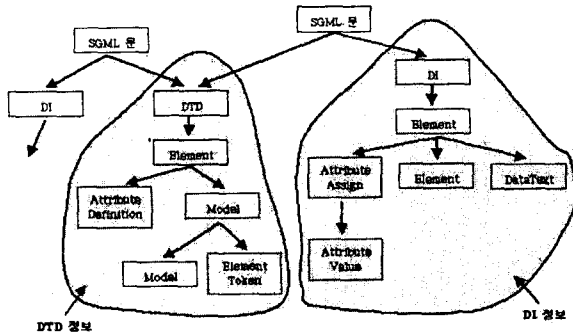 SGML 문
SGML 문
DI
DTD
DI
Element
Element
Attribute
Definition
Model
Attribute
Assign
Element
DataText
Model
Element
Token
Attribute
Value
DTD 정보
DI 정보